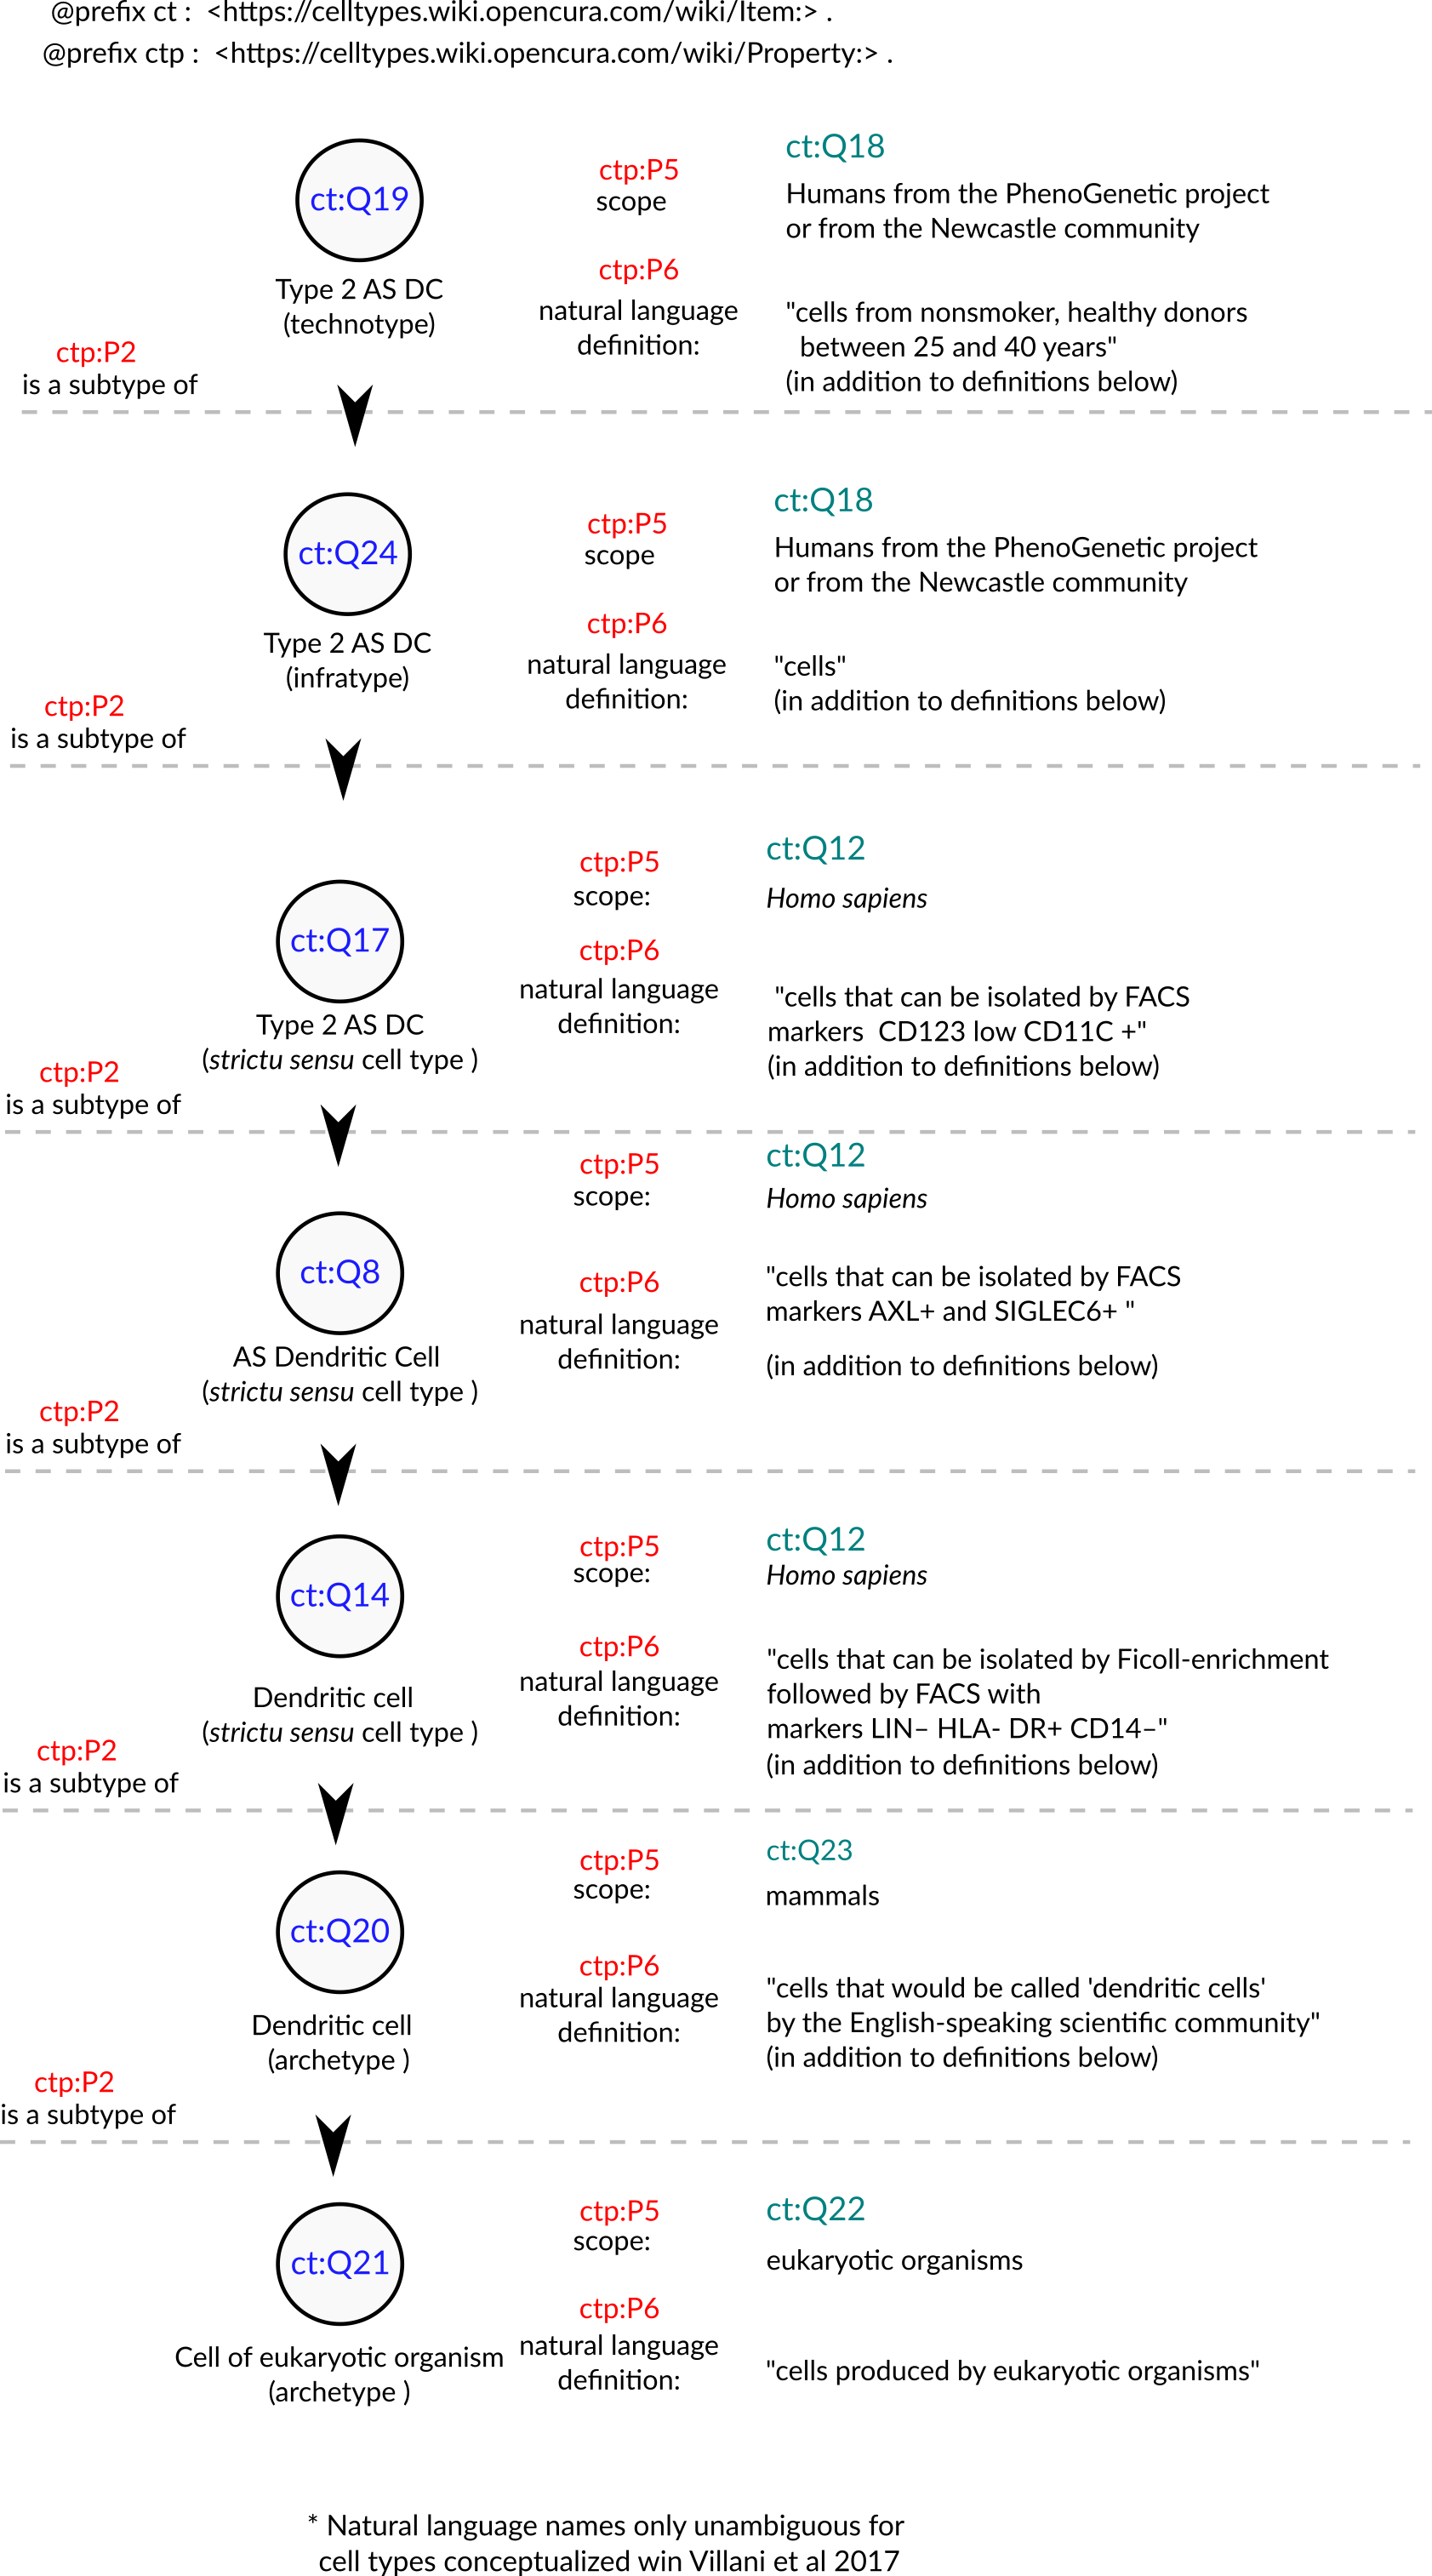 @prefix ct : <https://celltypes.wiki.opencura.com/wiki/Item:> .
@prefix ctp : <https://celltypes.wiki.opencura.com/wiki/Property:> .
ct:Q19
Type 2 AS DC
(technotype)
ctp:P5
scope
ct:Q18
Humans from the PhenoGenetic project
or from the Newcastle community
ctp:P6
natural language
definition:
"cells from nonsmoker, healthy donors
between 25 and 40 years"
(in addition to definitions below)
ctp:P2
is a subtype of
ct:Q24
Type 2 AS DC
(infratype)
ctp:P5
scope
ct:Q18
Humans from the PhenoGenetic project
or from the Newcastle community
ctp:P6
natural language
definition:
"cells"
(in addition to definitions below)
ctp:P2
is a subtype of
ct:Q17
Type 2 AS DC
(strictu sensu cell type )
ctp:P5
scope:
ct:Q12
Homo sapiens
ctp:P6
natural language
definition:
"cells that can be isolated by FACS
markers CD123 low CD11C +"
(in addition to definitions below)
ctp:P2
is a subtype of
ct:Q8
AS Dendritic Cell
(strictu sensu cell type )
ctp:P5
scope:
ct:Q12
Homo sapiens
ctp:P6
natural language
definition:
"cells that can be isolated by FACS
markers AXL+ and SIGLEC6+ "
(in addition to definitions below)
ctp:P2
is a subtype of
ct:Q14
Dendritic cell
(strictu sensu cell type )
ctp:P5
scope:
ct:Q12
Homo sapiens
ctp:P6
natural language
definition:
"cells that can be isolated by Ficoll-enrichment
followed by FACS with
markers LIN– HLA- DR+ CD14–"
(in addition to definitions below)
ctp:P2
is a subtype of
ct:Q20
Dendritic cell
(archetype )
ctp:P5
scope:
ct:Q23
mammals
ctp:P6
natural language
definition:
"cells that would be called 'dendritic cells'
by the English-speaking scientific community"
(in addition to definitions below)
ctp:P2
is a subtype of
ct:Q21
Cell of eukaryotic organism
(archetype )
ctp:P5
scope:
ct:Q22
eukaryotic organisms
ctp:P6
natural language
definition:
"cells produced by eukaryotic organisms"
* Natural language names only unambiguous for
cell types conceptualized win Villani et al 2017